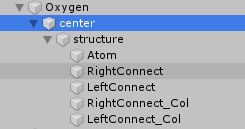 Oxygen
center
structure
Atom
RightConnect
LeftConnect
RightConnect_Col
LeftConnect_Col